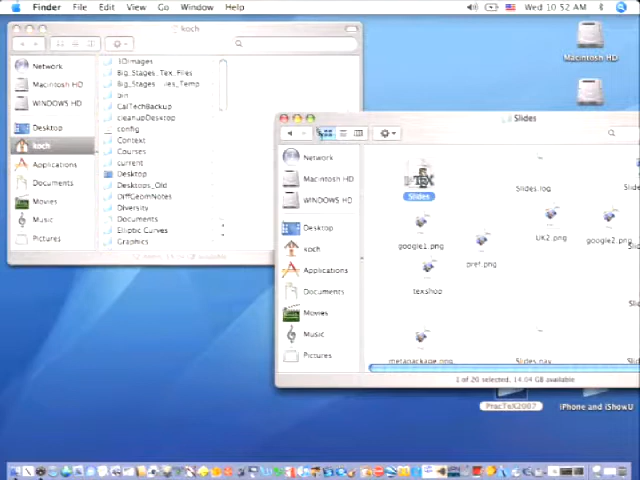 Finder File Edit View Go Window Help Wed 10:52 AM
koch
Network
Macintosh HD
WINDOWS HD
Desktop
koch
Applications
Documents
Movies
Music
Pictures
3DImages
Big_Stages_Tex_Files
Big_Stages ...ies_Temp
bin
CalTechBackup
cleanupDesktop
config
Context
Courses
current
Desktop
Desktops_Old
DiffGeomNotes
Diversity
Documents
Elliptic Curves
Graphics
Macintosh HD
Slides
Network
Macintosh HD
WINDOWS HD
Desktop
koch
Applications
Documents
Movies
Music
Pictures
TEX
Slides
Slides.log
google1.png
UK2.png
google2.png
pref.png
texshop
metapackage.png
Slides.nav
1 of 20 selected, 14.04 GB available
PracTeX2007
iPhone and iShowU